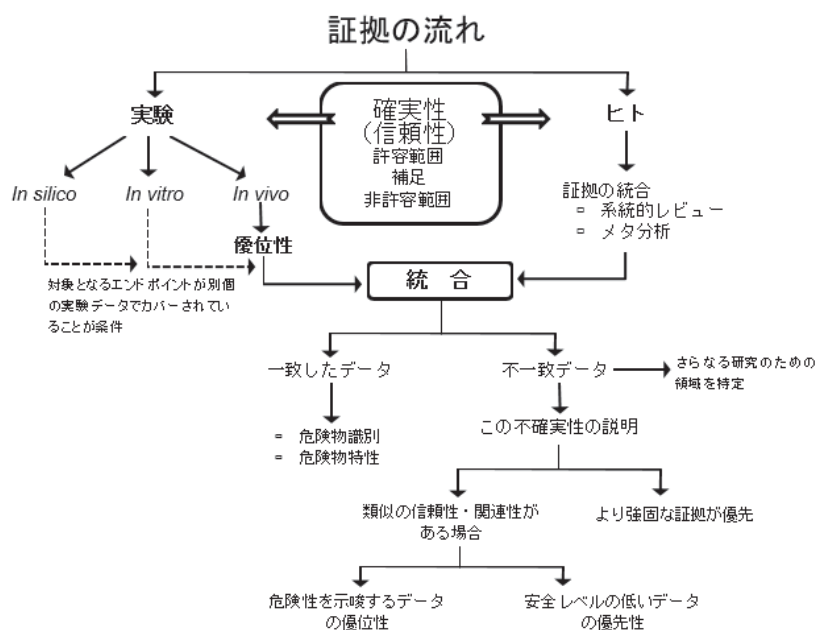 証拠の流れ
実験
確実性
(信頼性)
許容範囲
補足
非許容範囲
ヒト
In silico
In vitro
In vivo
優位性
対象となるエンドポイントが別個
の実験データでカバーされてい
ることが条件
証拠の統合
▫ 系統的レビュー
▫ メタ分析
統 合
一致したデータ
▫ 危険物識別
▫ 危険物特性
不一致データ
さらなる研究のための
領域を特定
この不確実性の説明
類似の信頼性・関連性が
ある場合
より強固な証拠が優先
危険性を示唆するデータ
の優位性
安全レベルの低いデータ
の優先性